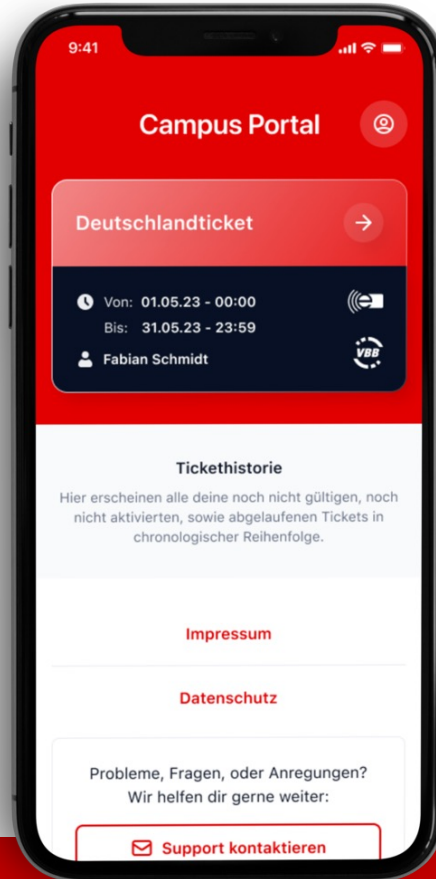 9:41
Campus Portal
Deutschlandticket
Von: 01.05.23 - 00:00
Bis: 31.05.23 - 23:59
Fabian Schmidt
VBB
Tickethistorie
Hier erscheinen alle deine noch nicht gültigen, noch
nicht aktivierten, sowie abgelaufenen Tickets in
chronologischer Reihenfolge.
Impressum
Datenschutz
Probleme, Fragen, oder Anregungen?
Wir helfen dir gerne weiter:
Support kontaktieren